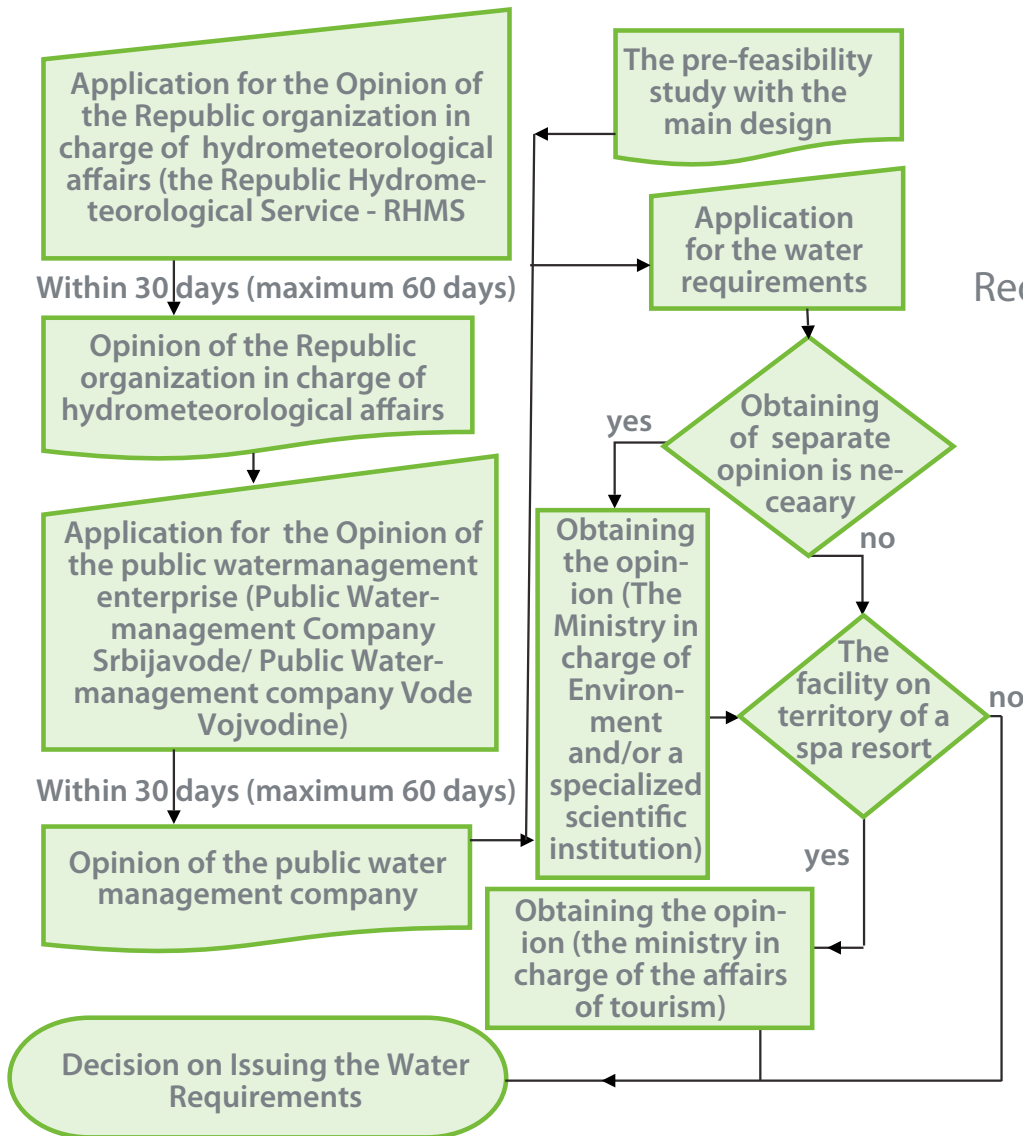 Application for the Opinion of
the Republic organization in
charge of hydrometeorological
affairs (the Republic Hydrome-
teorological Service - RHMS
Within 30 days (maximum 60 days)
Opinion of the Republic
organization in charge of
hydrometeorological affairs
Application for the Opinion of
the public watermanagement
enterprise (Public Water-
management Company
Srbijavode/ Public Water-
management company Vode
Vojvodine)
Within 30 days (maximum 60 days)
Opinion of the public water
management company
The pre-feasibility
study with the
main design
Application
for the water
requirements
Obtaining
of separate
opinion is ne-
ceaary
yes
no
Obtaining
the opin-
ion (The
Ministry in
charge of
Environ-
ment
and/or a
specialized
scientific
institution)
The
facility on
territory of a
spa resort
no
yes
Obtaining the opin-
ion (the ministry in
charge of the affairs
of tourism)
Decision on Issuing the Water
Requirements